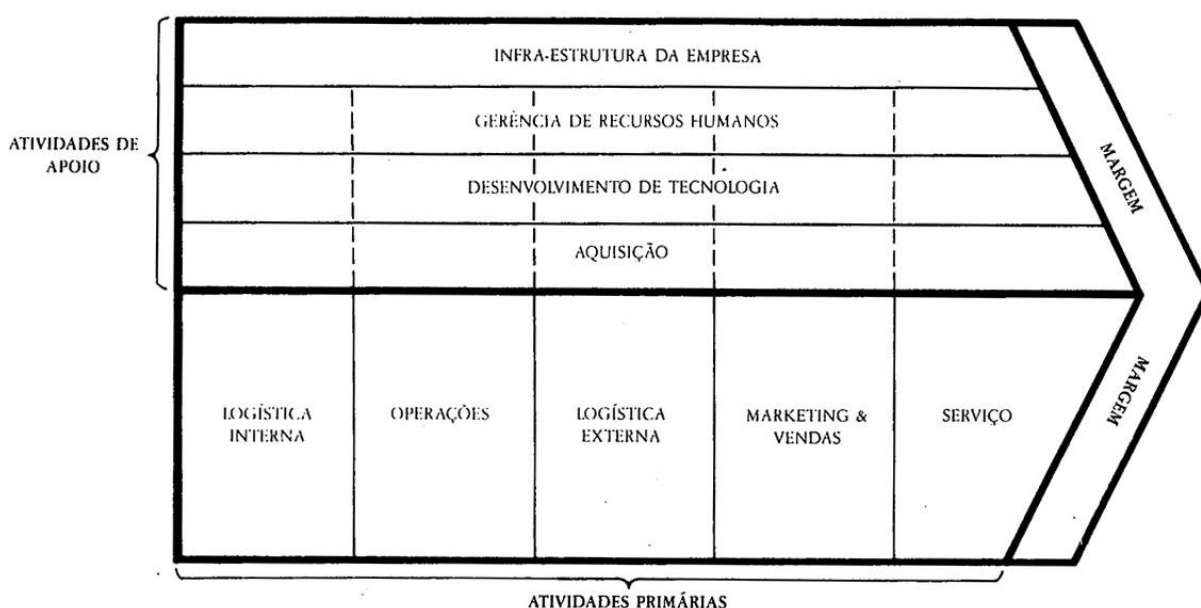 INFRA-ESTRUTURA DA EMPRESA
GERÊNCIA DE RECURSOS HUMANOS
DESENVOLVIMENTO DE TECNOLOGIA
AQUISIÇÃO
ATIVIDADES DE
APOIO
MARGEM
LOGÍSTICA
INTERNA
OPERAÇÕES
LOGÍSTICA
EXTERNA
MARKETING &
VENDAS
SERVIÇO
MARGEM
ATIVIDADES PRIMÁRIAS